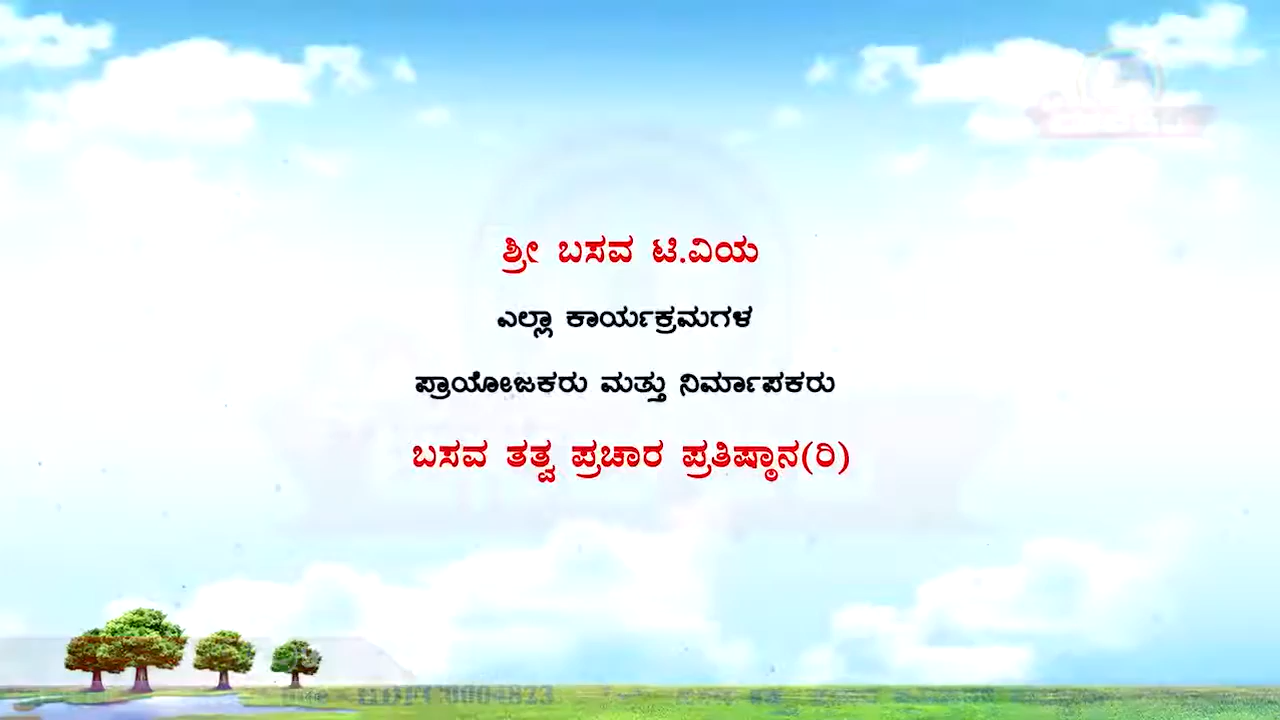 ಶ್ರೀ ಬಸವ ಟಿ.ವಿಯ
ಎಲ್ಲಾ ಕಾರ್ಯಕ್ರಮಗಳ
ಪ್ರಾಯೋಜಕರು ಮತ್ತು ನಿರ್ಮಾಪಕರು
ಬಸವ ತತ್ವ ಪ್ರಚಾರ ಪ್ರತಿಷ್ಠಾನ(ರಿ)